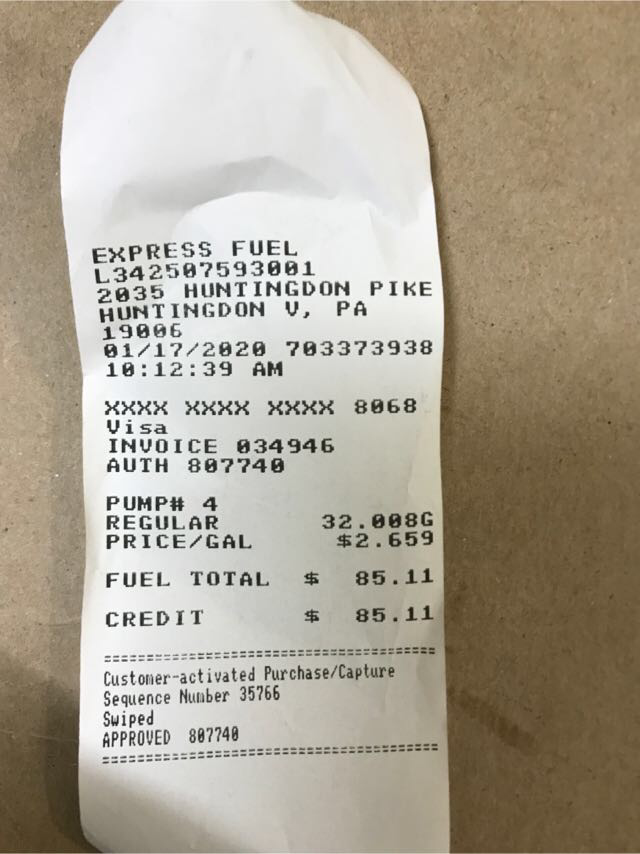 EXPRESS FUEL
L342507593001
2035 HUNTINGDON PIKE
HUNTINGDON V, PA
19006
01/17/2020 703373938
10:12:39 AM
XXXX XXXX XXXX 8068
Visa
INVOICE 034946
AUTH 807740
PUMP# 4
REGULAR 32.008G
PRICE/GAL $2.659
FUEL TOTAL $ 85.11
CREDIT $ 85.11
=====================================
Customer-activated Purchase/Capture
Sequence Number 35766
Swiped
APPROVED 807740
=====================================